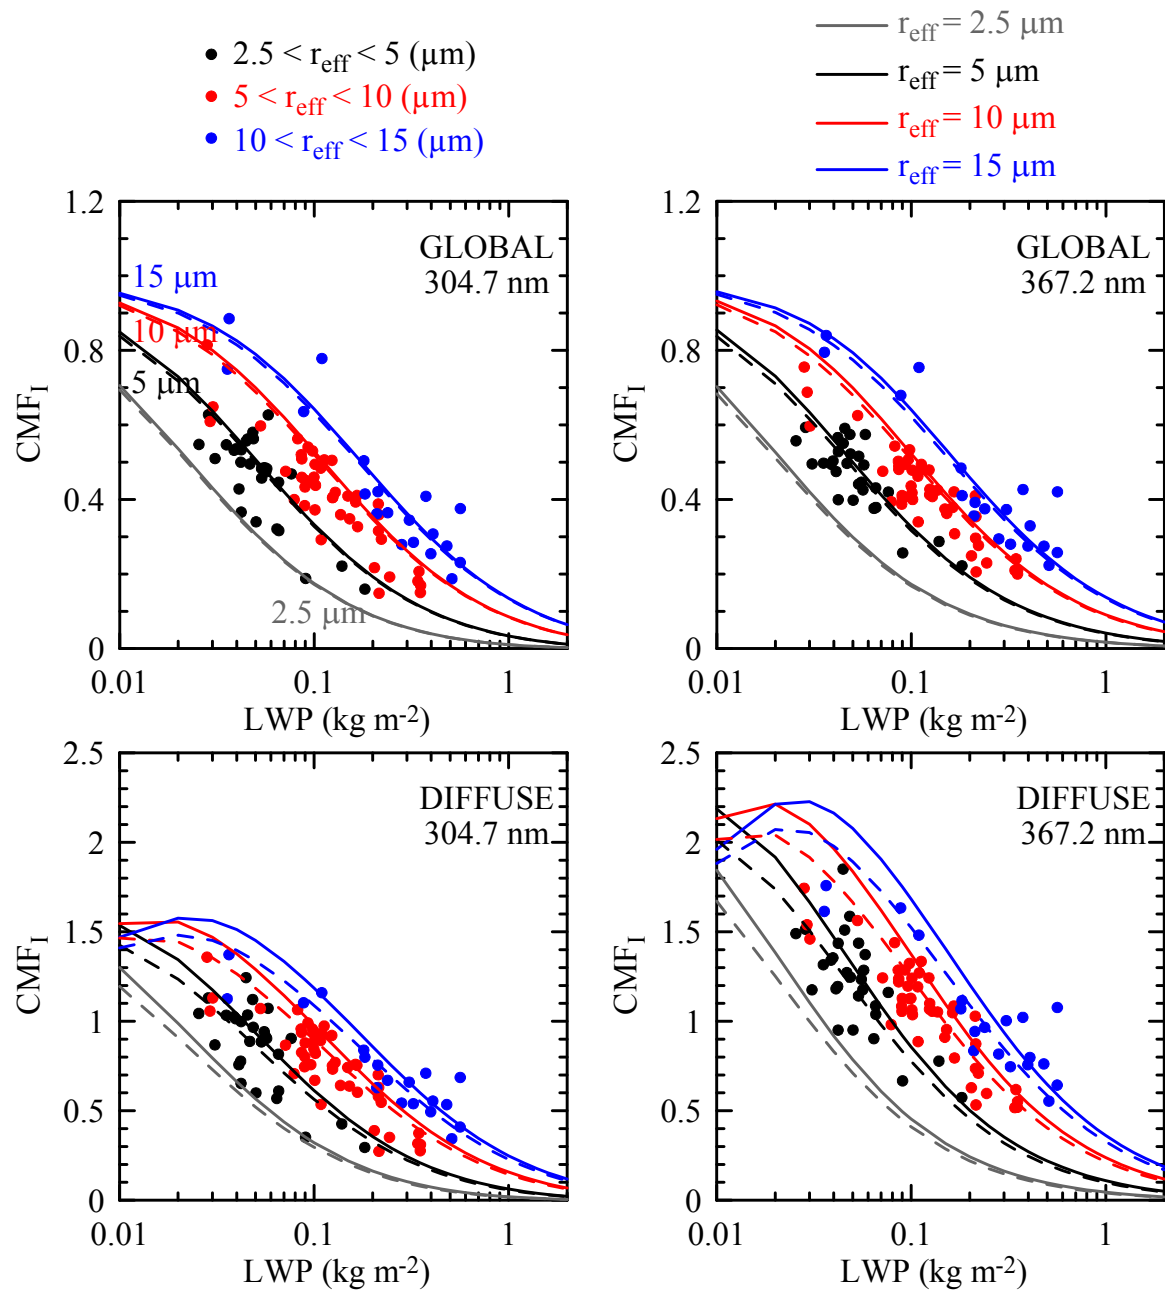 2.5 < reff < 5 (µm)
5 < reff < 10 (µm)
10 < reff < 15 (µm)
reff = 2.5 µm
reff = 5 µm
reff = 10 µm
reff = 15 µm
1.2
0.8
0.4
0
CMFI
GLOBAL
304.7 nm
15 µm
10 µm
5 µm
2.5 µm
0.01
0.1
1
LWP (kg m-2)
1.2
0.8
0.4
0
CMFI
GLOBAL
367.2 nm
0.01
0.1
1
LWP (kg m-2)
2.5
2
1.5
1
0.5
0
CMFI
DIFFUSE
304.7 nm
0.01
0.1
1
LWP (kg m-2)
2.5
2
1.5
1
0.5
0
CMFI
DIFFUSE
367.2 nm
0.01
0.1
1
LWP (kg m-2)